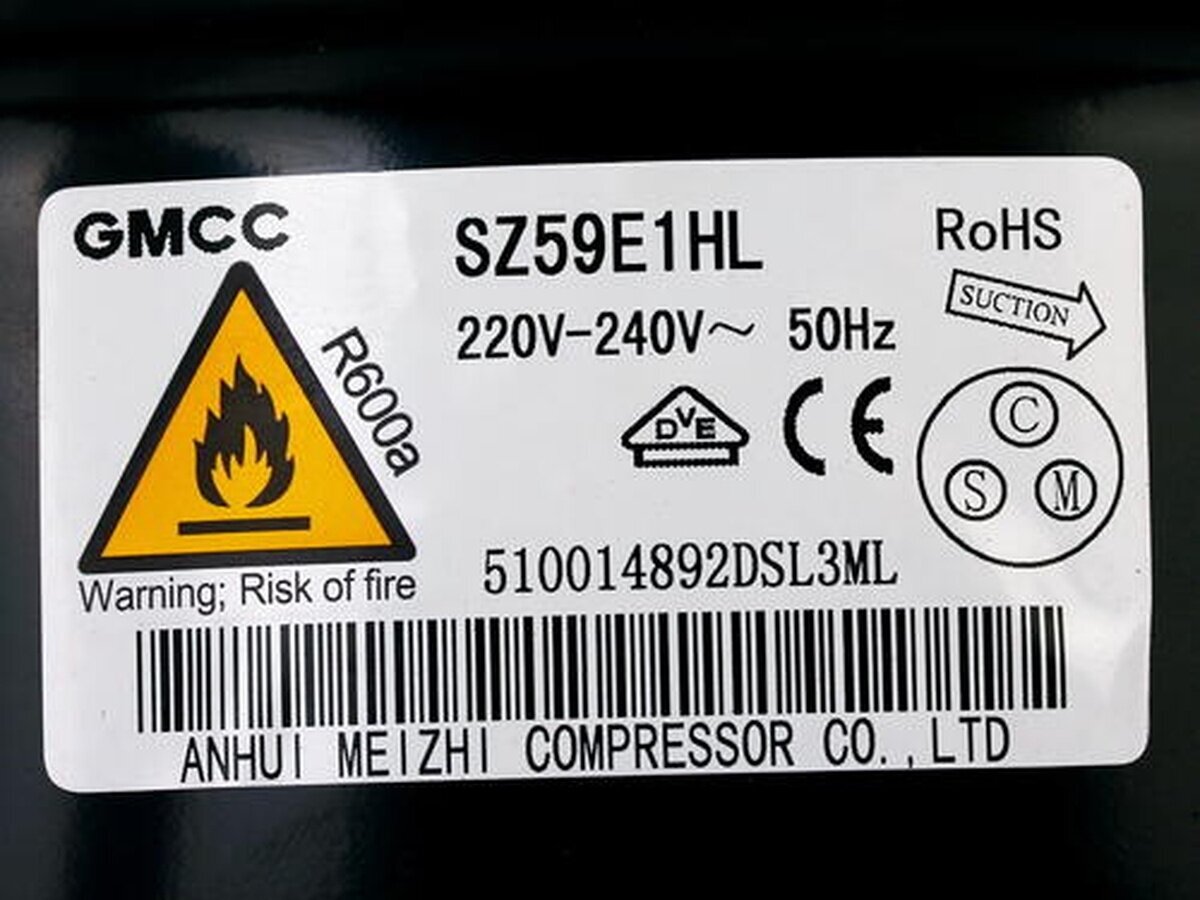 GMCC
SZ59E1HL
RoHS
SUCTION
220V-240V～ 50Hz
R600a
DVE
CE
C
S
M
Warning; Risk of fire
510014892DSL3ML
ANHUI MEIZHI COMPRESSOR CO.,LTD